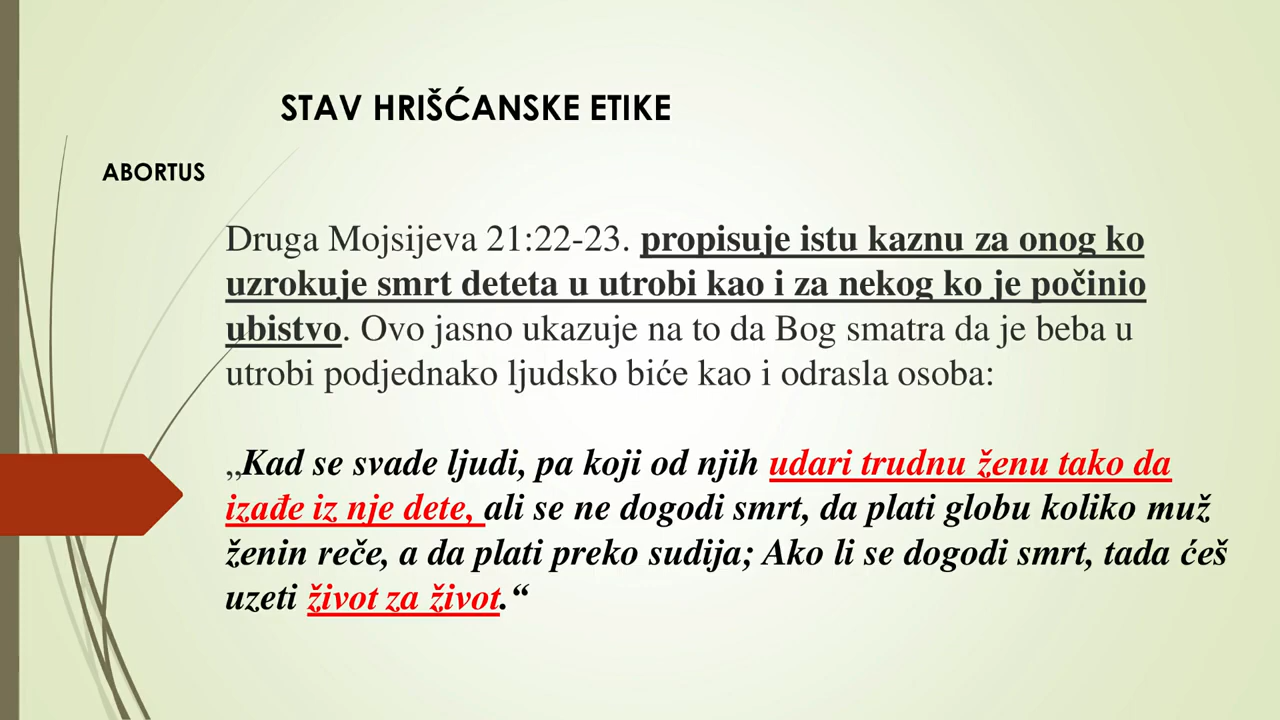 STAV HRIŠĆANSKE ETIKE
ABORTUS
Druga Mojsijeva 21:22-23. propisuje istu kaznu za onog ko
uzrokuje smrt deteta u utrobi kao i za nekog ko je počinio
ubistvo. Ovo jasno ukazuje na to da Bog smatra da je beba u
utrobi podjednako ljudsko biće kao i odrasla osoba:
„Kad se svade ljudi, pa koji od njih udari trudnu ženu tako da
izađe iz nje dete, ali se ne dogodi smrt, da plati globu koliko muž
ženin reče, a da plati preko sudija; Ako li se dogodi smrt, tada ćeš
uzeti život za život.“